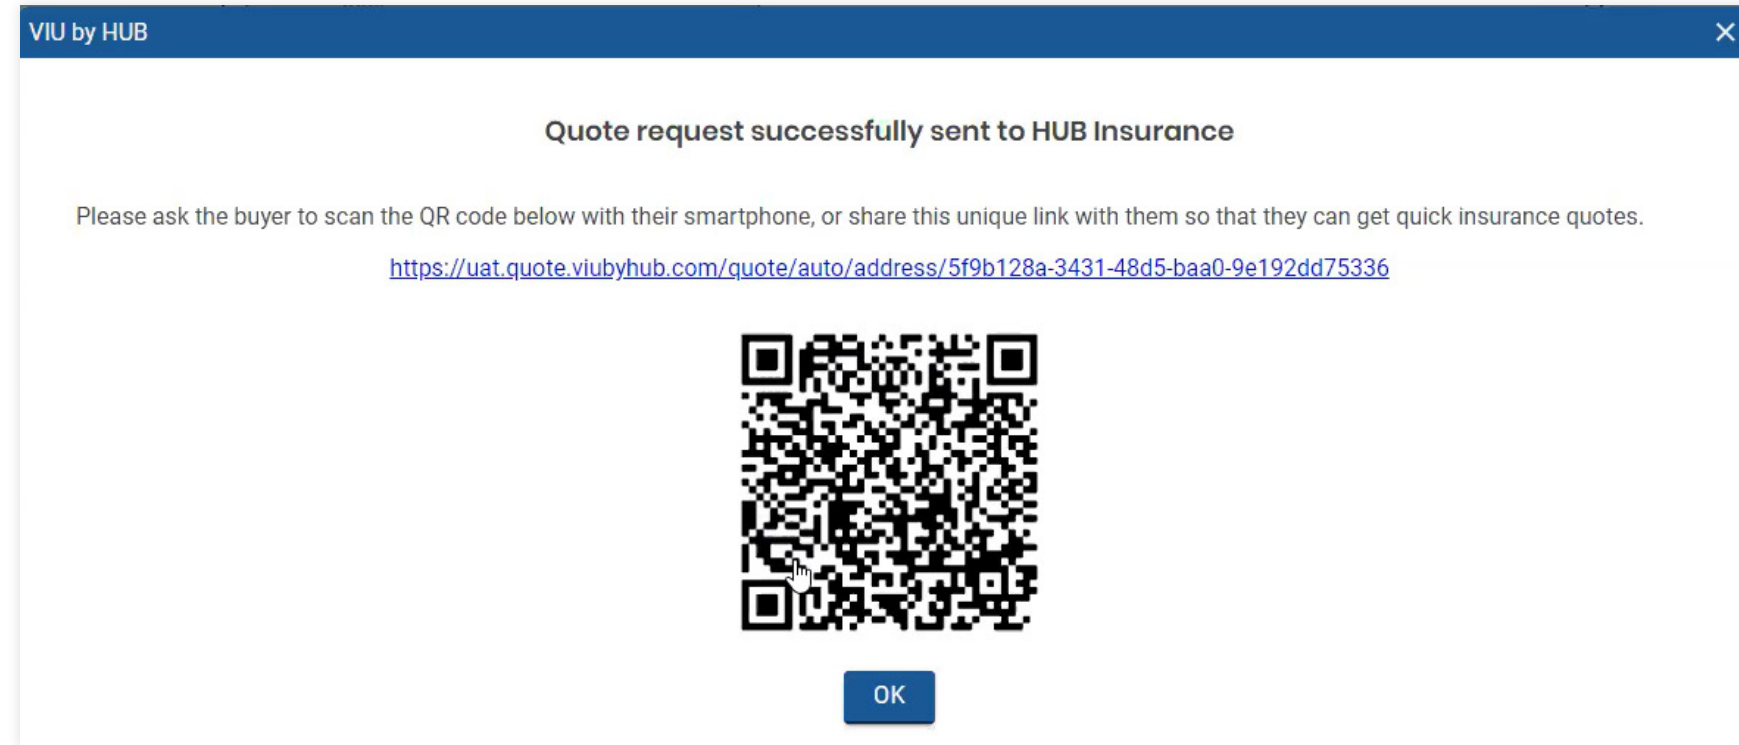 VIU by HUB
Quote request successfully sent to HUB Insurance
Please ask the buyer to scan the QR code below with their smartphone, or share this unique link with them so that they can get quick insurance quotes.
https://uat.quote.viubyhub.com/quote/auto/address/5f9b128a-3431-48d5-baa0-9e192dd75336
OK